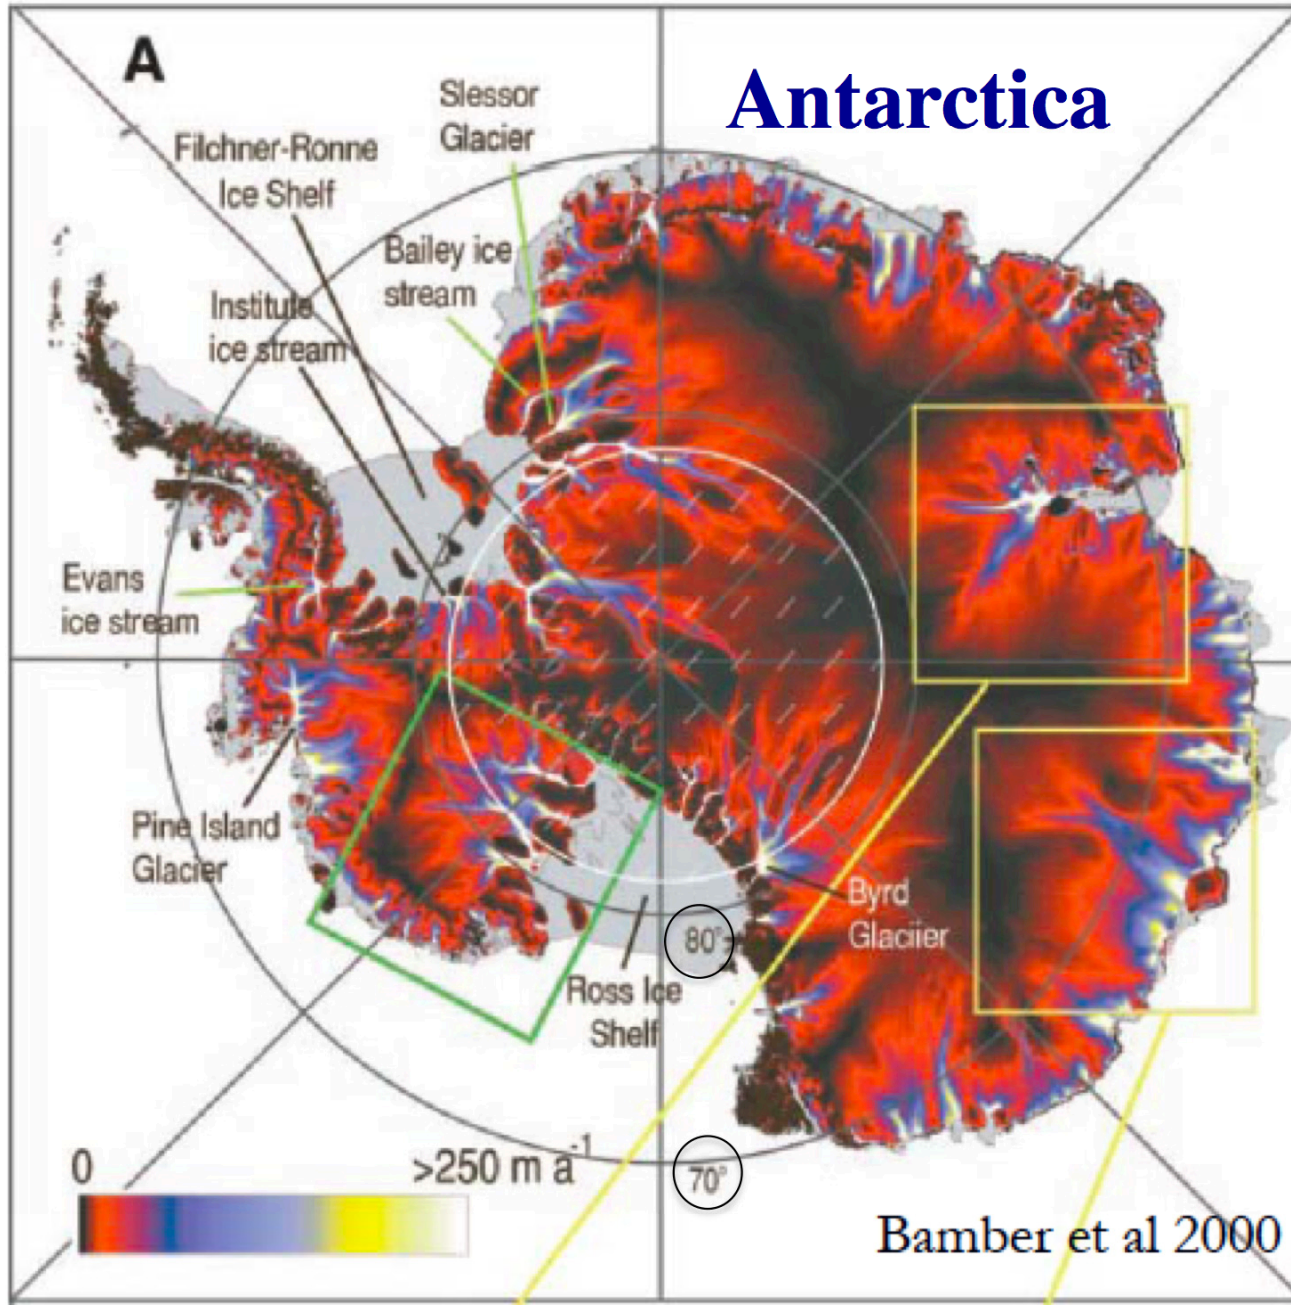 A
Antarctica
Slessor
Glacier
Filchner-Ronne
Ice Shelf
Bailey ice
stream
Institute
ice stream
Evans
ice stream
Pine Island
Glacier
Byrd
Glaciier
80°
Ross Ice
Shelf
0
>250 m a-1
70°
Bamber et al 2000